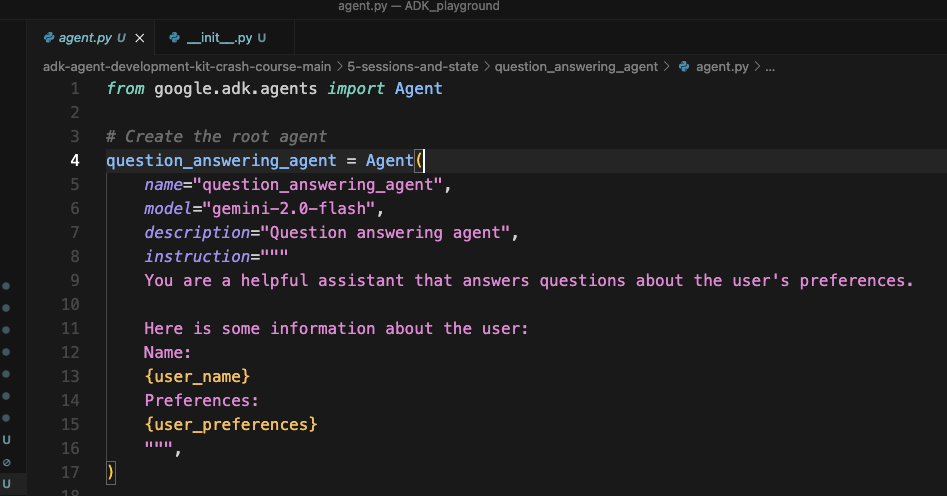 agent.py — ADK_playground
agent.py U × __init__.py U
adk-agent-development-kit-crash-course-main > 5-sessions-and-state > question_answering_agent > agent.py > ...
1 from google.adk.agents import Agent
2
3 # Create the root agent
4 question_answering_agent = Agent(
5 name="question_answering_agent",
6 model="gemini-2.0-flash",
7 description="Question answering agent",
8 instruction="""
9 You are a helpful assistant that answers questions about the user's preferences.
10
11 Here is some information about the user:
12 Name:
13 {user_name}
14 Preferences:
15 {user_preferences}
U 16 """,
17 )
U 18